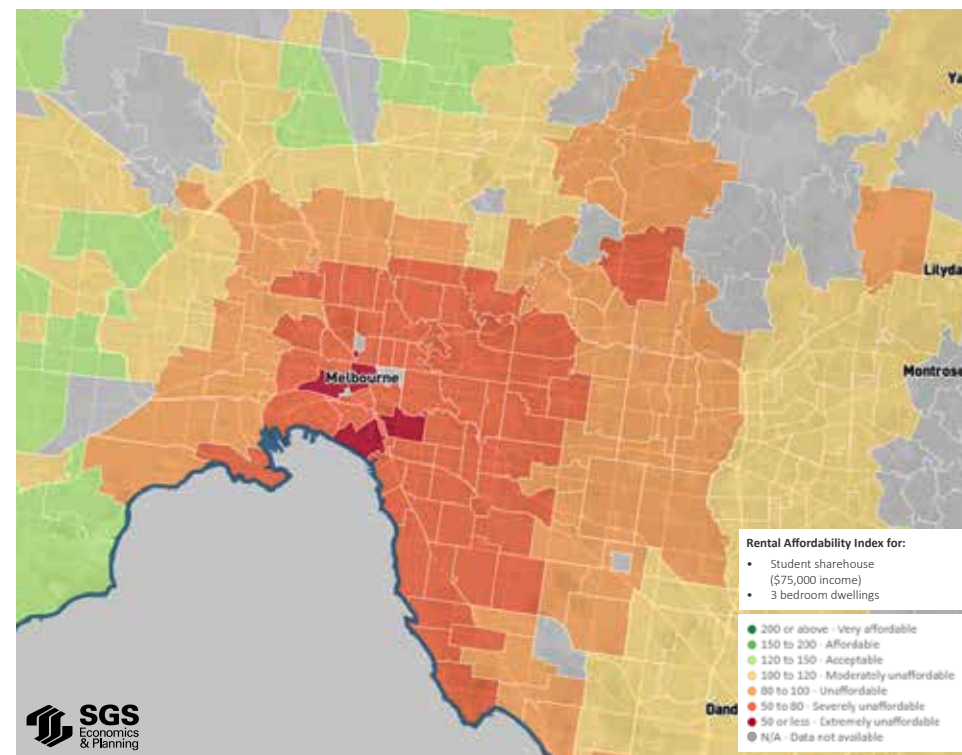 Ya
Lilyda
Melbourne
Montrose
Rental Affordability Index for:
• Student sharehouse
($75,000 income)
• 3 bedroom dwellings
200 or above - Very affordable
150 to 200 - Affordable
120 to 150 - Acceptable
100 to 120 - Moderately unaffordable
80 to 100 - Unaffordable
50 to 80 - Severely unaffordable
50 or less - Extremely unaffordable
N/A - Data not available
Dand
SGS
Economics
& Planning